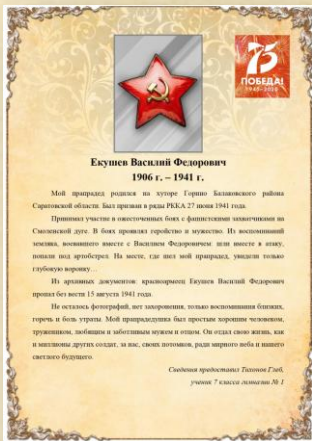 75
ПОБЕДА!
1945-2020
Екушев Василий Федорович
1906 г. – 1941 г.
Мой прапрадед родился на хуторе Горино Балаковского района
Саратовской области. Был призван в ряды РККА 27 июня 1941 года.
Принимал участие в ожесточенных боях с фашистскими захватчиками на
Смоленской дуге. В боях проявлял геройство и мужество. Из воспоминаний
земляка, воевавшего вместе с Василием Федоровичем: шли вместе в атаку,
попали под артобстрел. На месте, где шел мой прапрадед, увидели только
глубокую воронку…
Из архивных документов: красноармеец Екушев Василий Федорович
пропал без вести 15 августа 1941 года.
Не осталось фотографий, нет захоронения, только воспоминания близких,
горечь и боль утраты. Мой прапрадедушка был простым хорошим человеком,
тружеником, любящим и заботливым мужем и отцом. Он отдал свою жизнь, как
и миллионы других солдат, за нас, своих потомков, ради мирного неба и нашего
светлого будущего.
Сведения предоставил Тихонов Глеб,
ученик 7 класса гимназии № 1